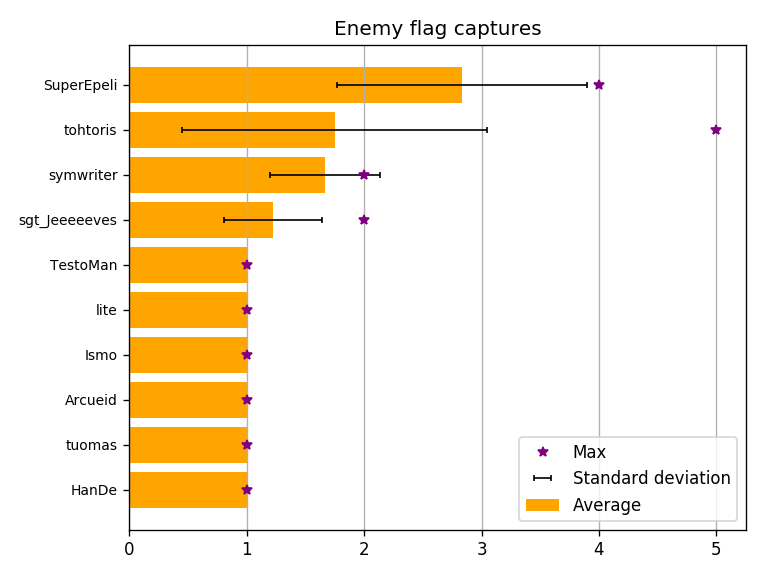 Enemy flag captures
SuperEpeli
tohtoris
symwriter
sgt_Jeeeeeves
TestoMan
lite
Ismo
Arcueid
tuomas
HanDe
Max
Standard deviation
Average
0 1 2 3 4 5